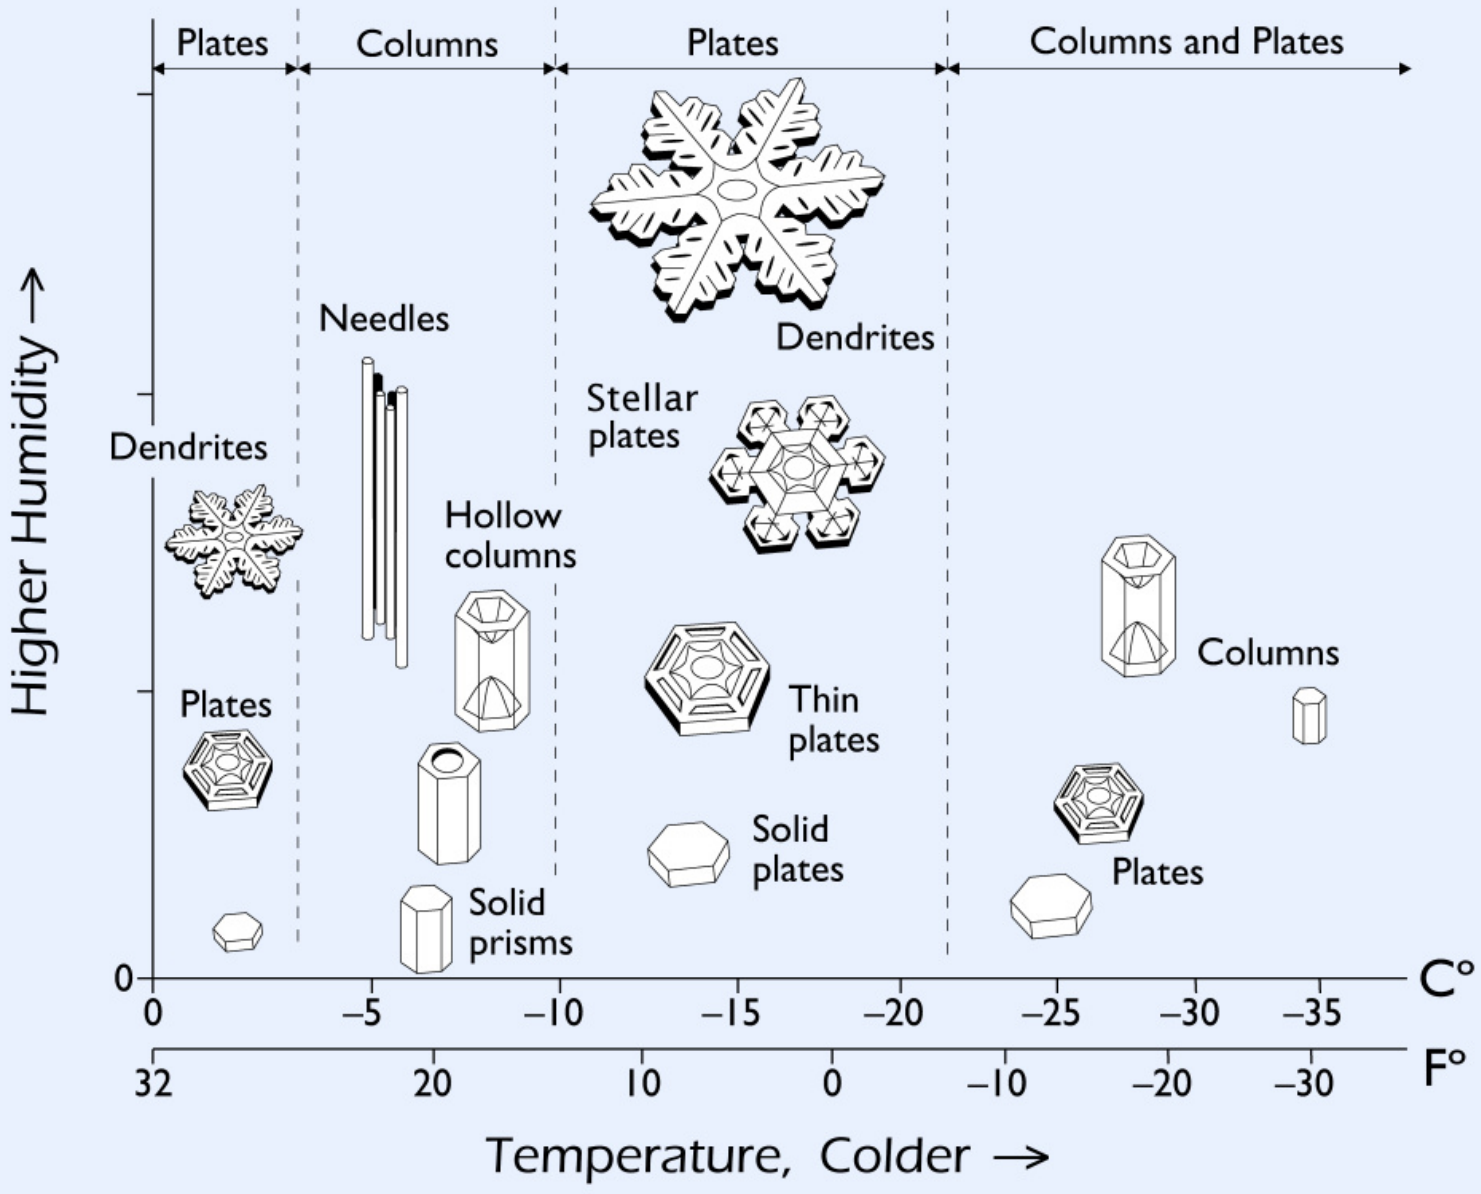 Plates
Columns
Plates
Columns and Plates
Needles
Dendrites
Stellar
plates
Dendrites
Hollow
columns
Columns
Plates
Thin
plates
Solid
plates
Plates
Solid
prisms
Higher Humidity →
0
C°
0 –5 –10 –15 –20 –25 –30 –35
F°
32 20 10 0 –10 –20 –30
Temperature, Colder →